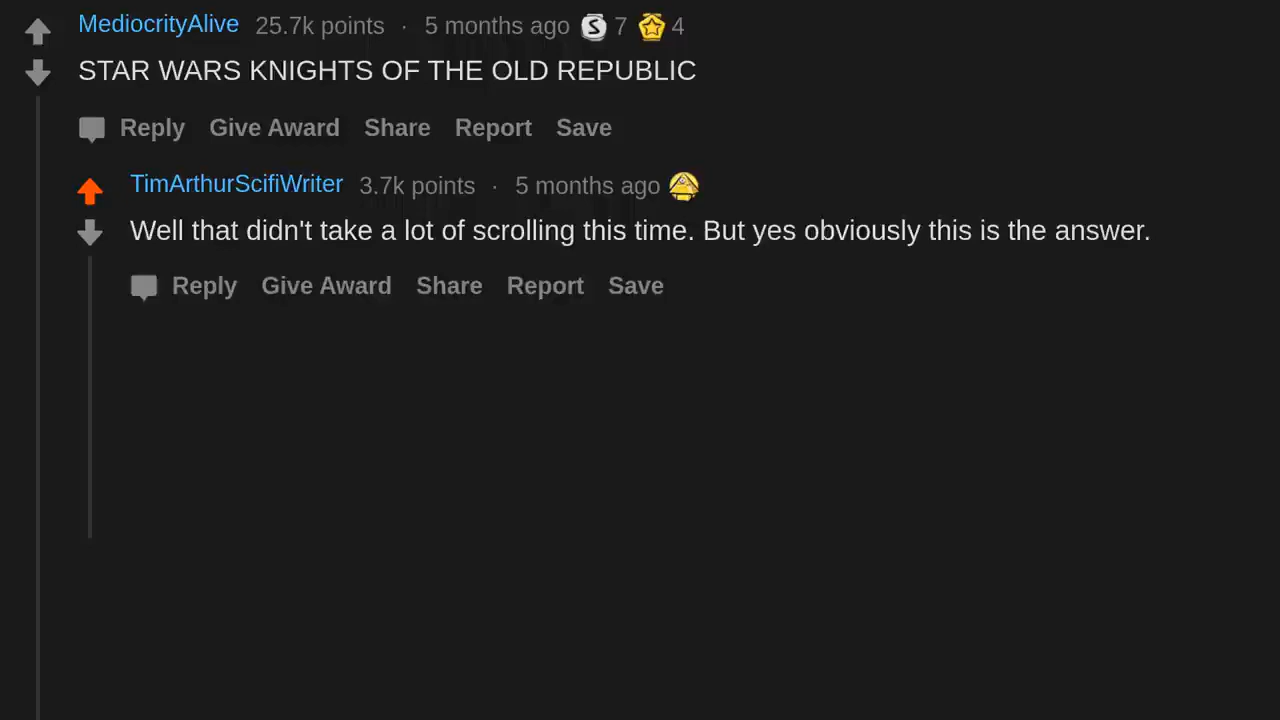 MediocrityAlive 25.7k points · 5 months ago 7 4
STAR WARS KNIGHTS OF THE OLD REPUBLIC
Reply Give Award Share Report Save
TimArthurScifiWriter 3.7k points · 5 months ago
Well that didn't take a lot of scrolling this time. But yes obviously this is the answer.
Reply Give Award Share Report Save